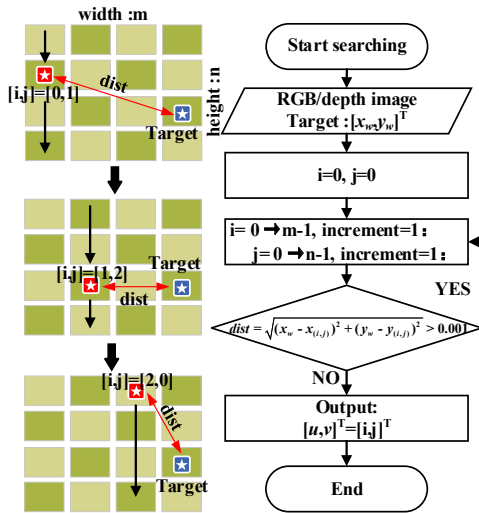 width :m
dist
[i,j]=[0,1]
height :n
Target
Target
[i,j]=[1,2]
dist
[i,j]=[2,0]
dist
Target
Start searching
RGB/depth image
Target :[x_w,y_w]^T
i=0, j=0
i= 0 → m-1, increment=1:
j= 0 → n-1, increment=1:
YES
dist = √((x_w - x_(i,j))² + (y_w - y_(i,j))²) > 0.001
NO
Output:
[u,v]^T=[i,j]^T
End